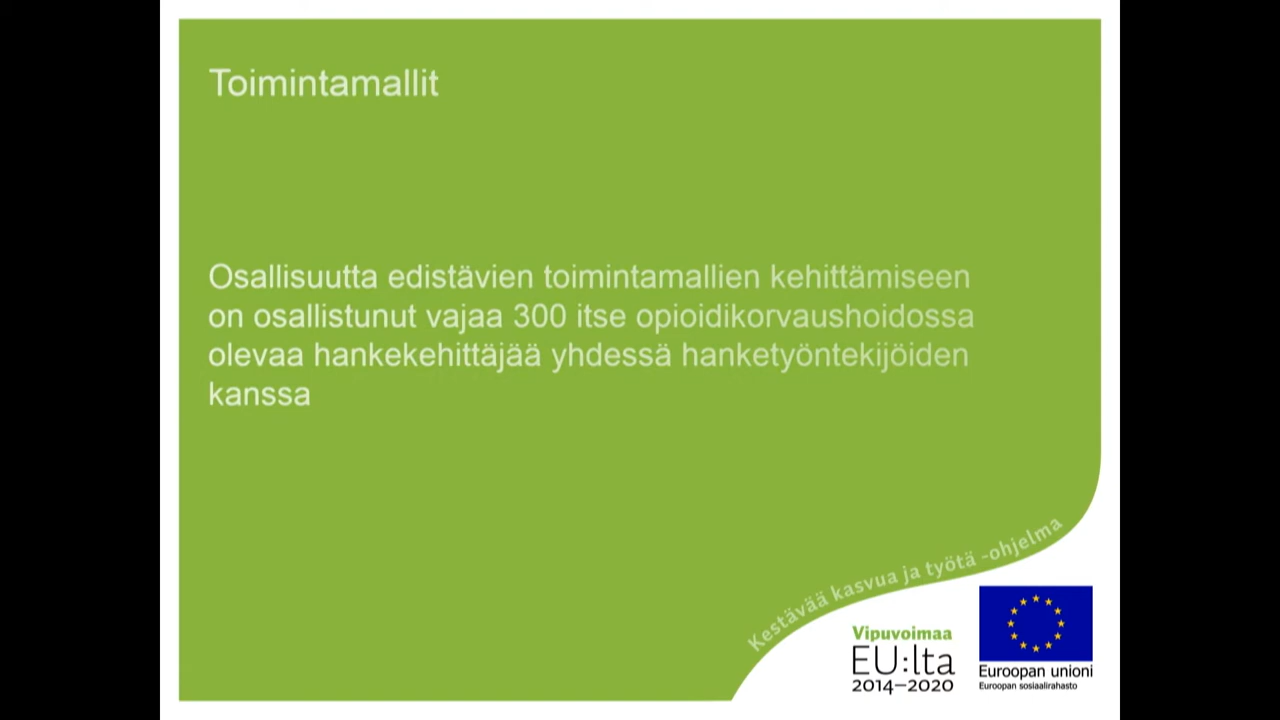 Toimintamallit
Osallisuutta edistävien toimintamallien kehittämiseen
on osallistunut vajaa 300 itse opioidikorvaushoidossa
olevaa hankekehittäjää yhdessä hanketyöntekijöiden
kanssa
Kestävää kasvua ja työtä -ohjelma
Vipuvoimaa
EU:lta
2014–2020
Euroopan unioni
Euroopan sosiaalirahasto